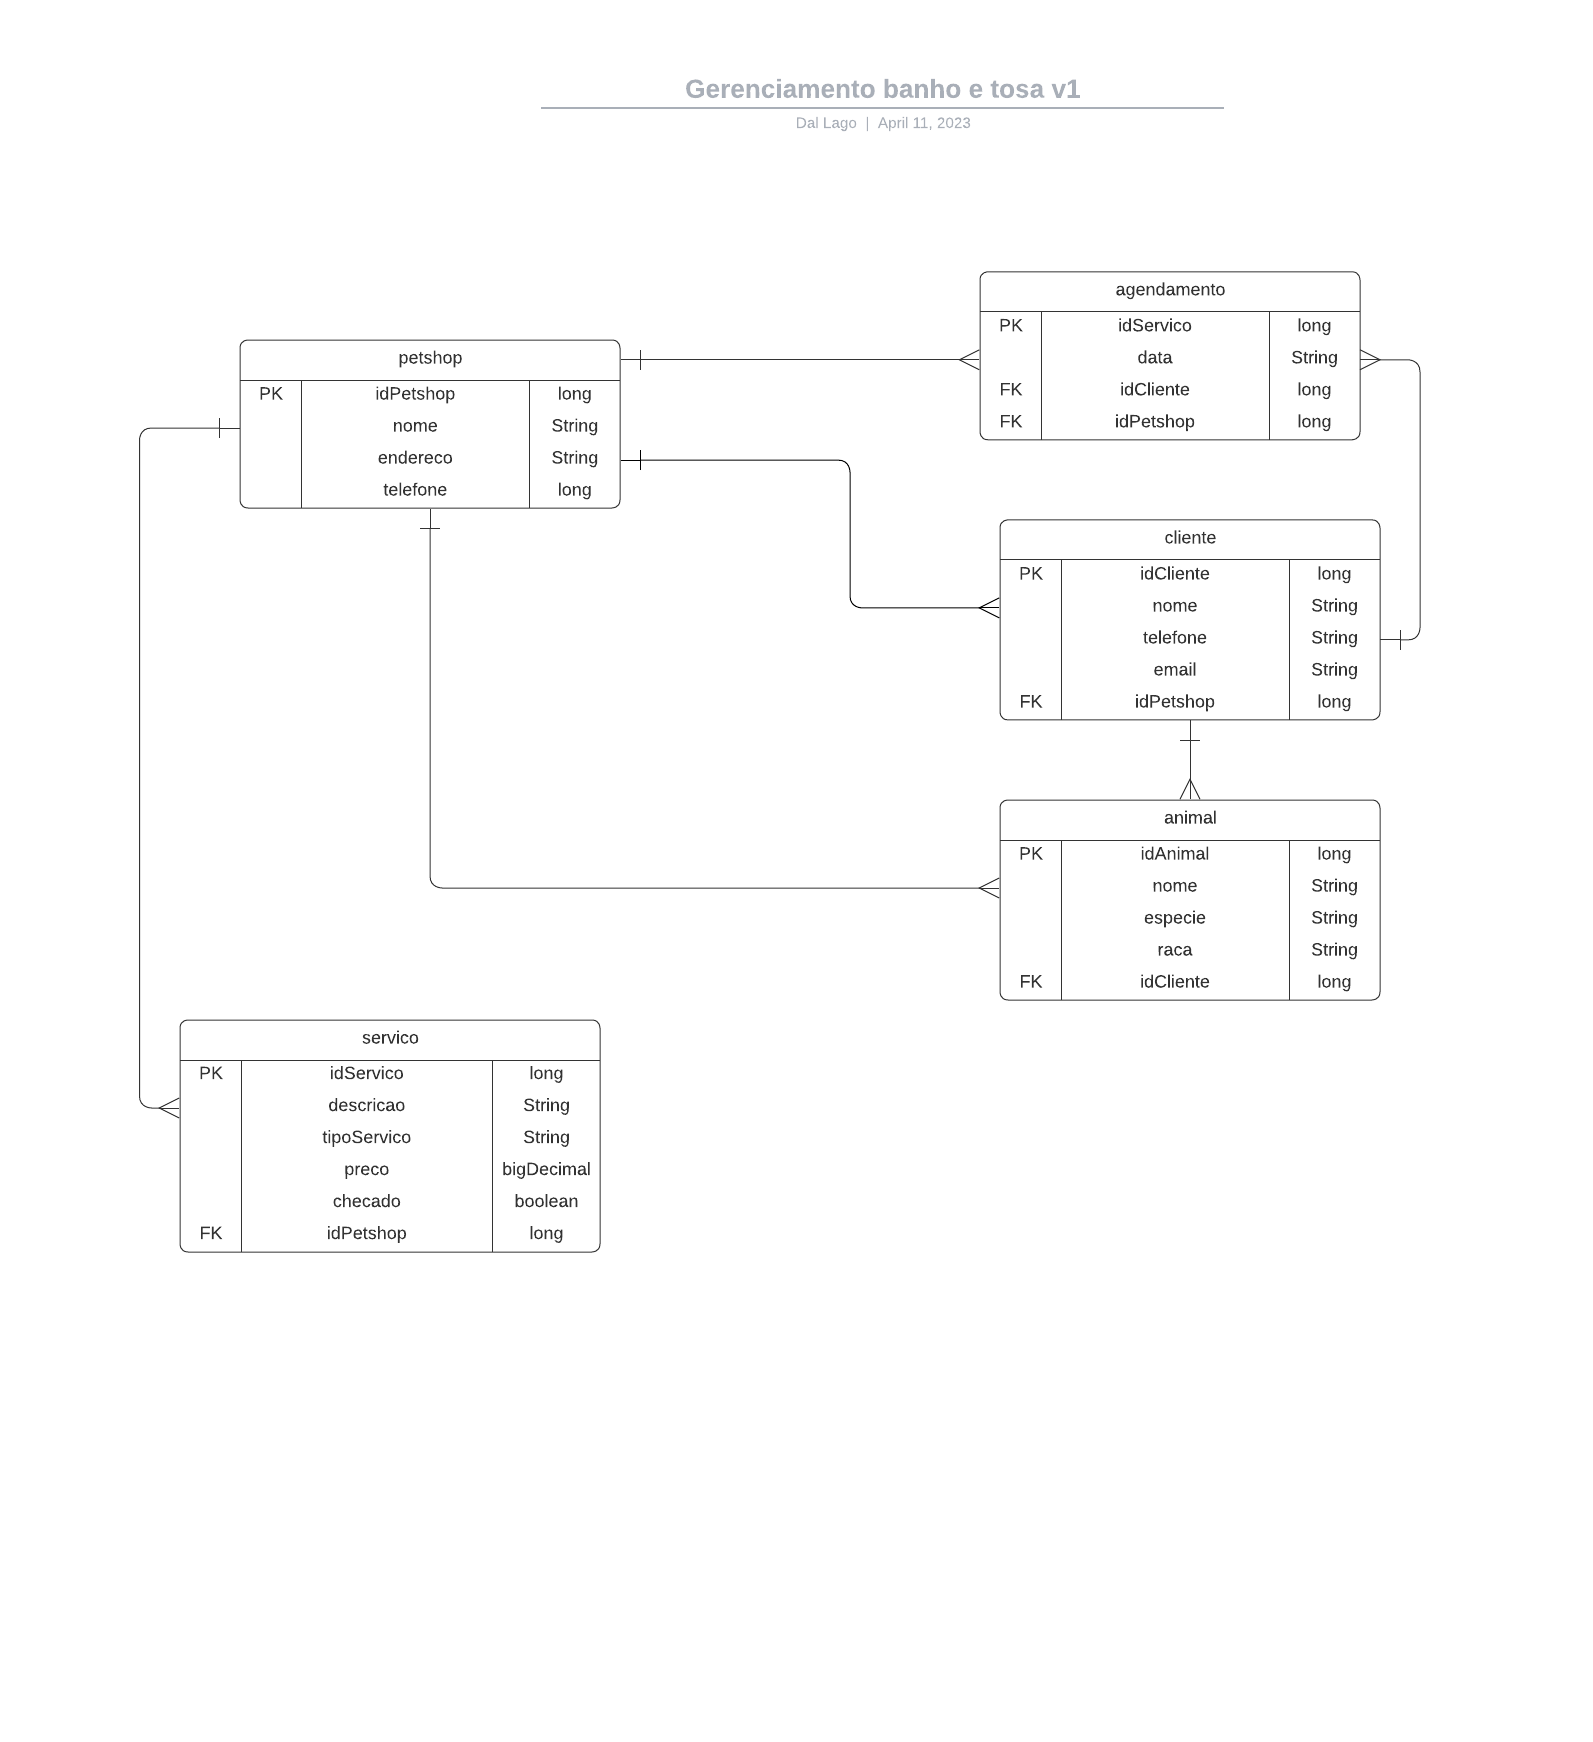 Gerenciamento banho e tosa v1
Dal Lago | April 11, 2023
agendamento
PK idServico long
data String
FK idCliente long
FK idPetshop long
petshop
PK idPetshop long
nome String
endereco String
telefone long
cliente
PK idCliente long
nome String
telefone String
email String
FK idPetshop long
animal
PK idAnimal long
nome String
especie String
raca String
FK idCliente long
servico
PK idServico long
descricao String
tipoServico String
preco bigDecimal
checado boolean
FK idPetshop long